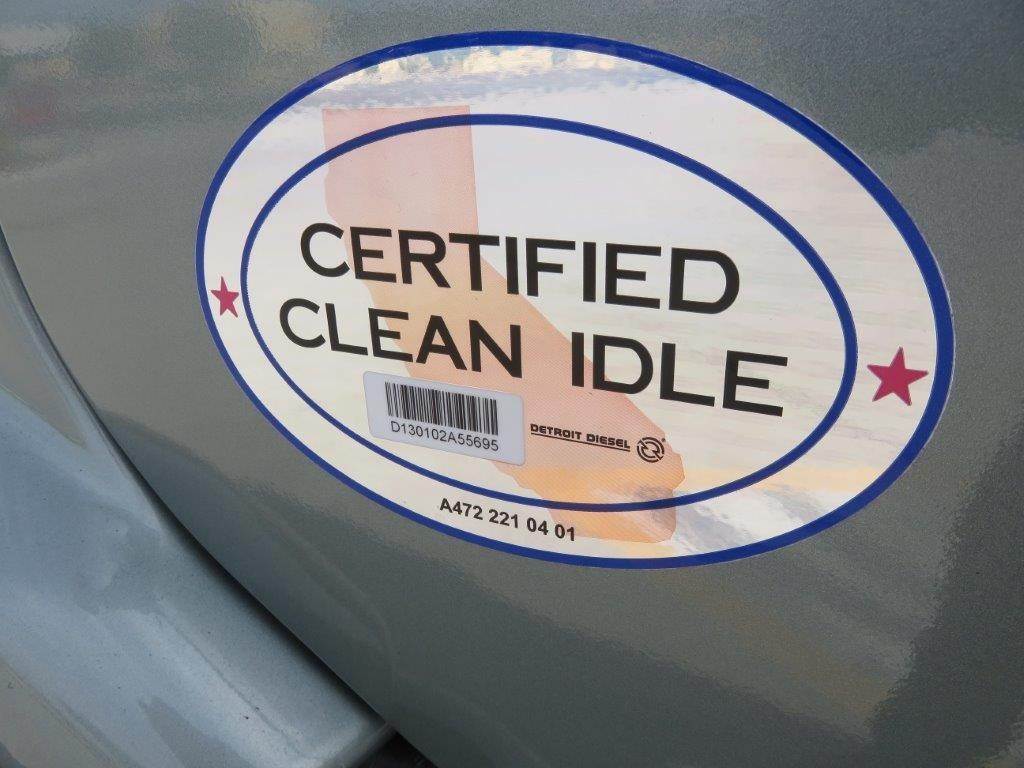 CERTIFIED
CLEAN IDLE
D130102A55695
DETROIT DIESEL
A472 221 04 01